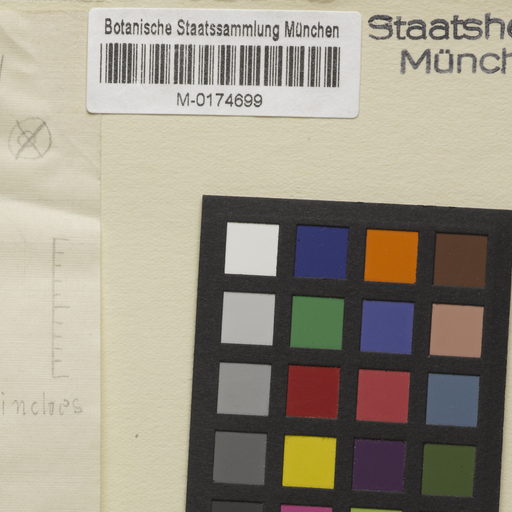 Botanische Staatssammlung München
M-0174699
Staatshe
Münch
inches